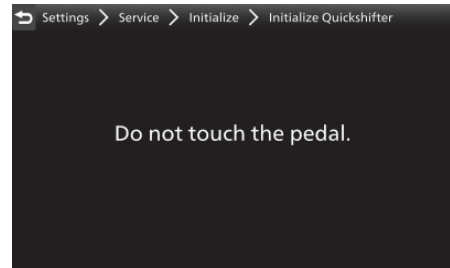 Settings > Service > Initialize > Initialize Quickshifter
Do not touch the pedal.